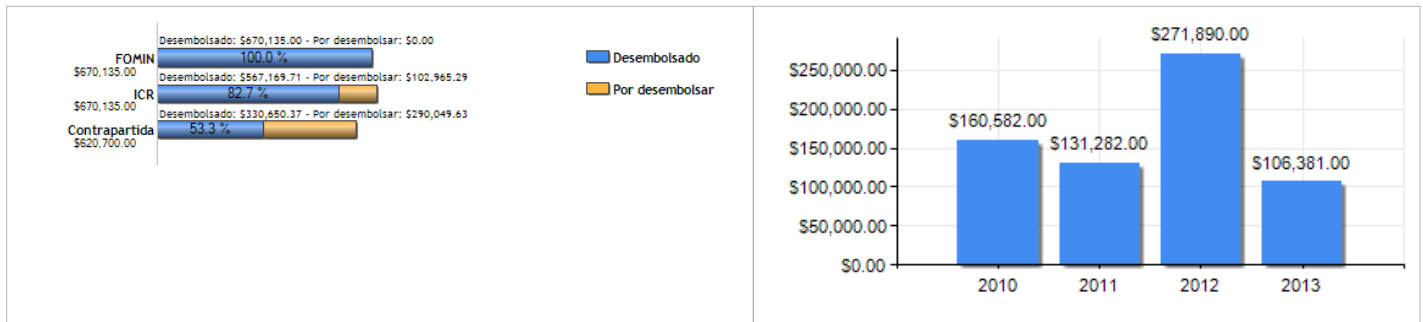 Desembolsado: $670,135.00 - Por desembolsar: $0.00
FOMIN
100.0 %
$670,135.00
Desembolsado: $567,169.71 - Por desembolsar: $102,965.29
ICR
82.7 %
$670,135.00
Desembolsado: $330,650.37 - Por desembolsar: $290,049.63
Contrapartida
53.3 %
$620,700.00
Desembolsado
Por desembolsar
$271,890.00
$250,000.00
$200,000.00
$160,582.00
$150,000.00
$131,282.00
$106,381.00
$100,000.00
$50,000.00
$0.00
2010 2011 2012 2013